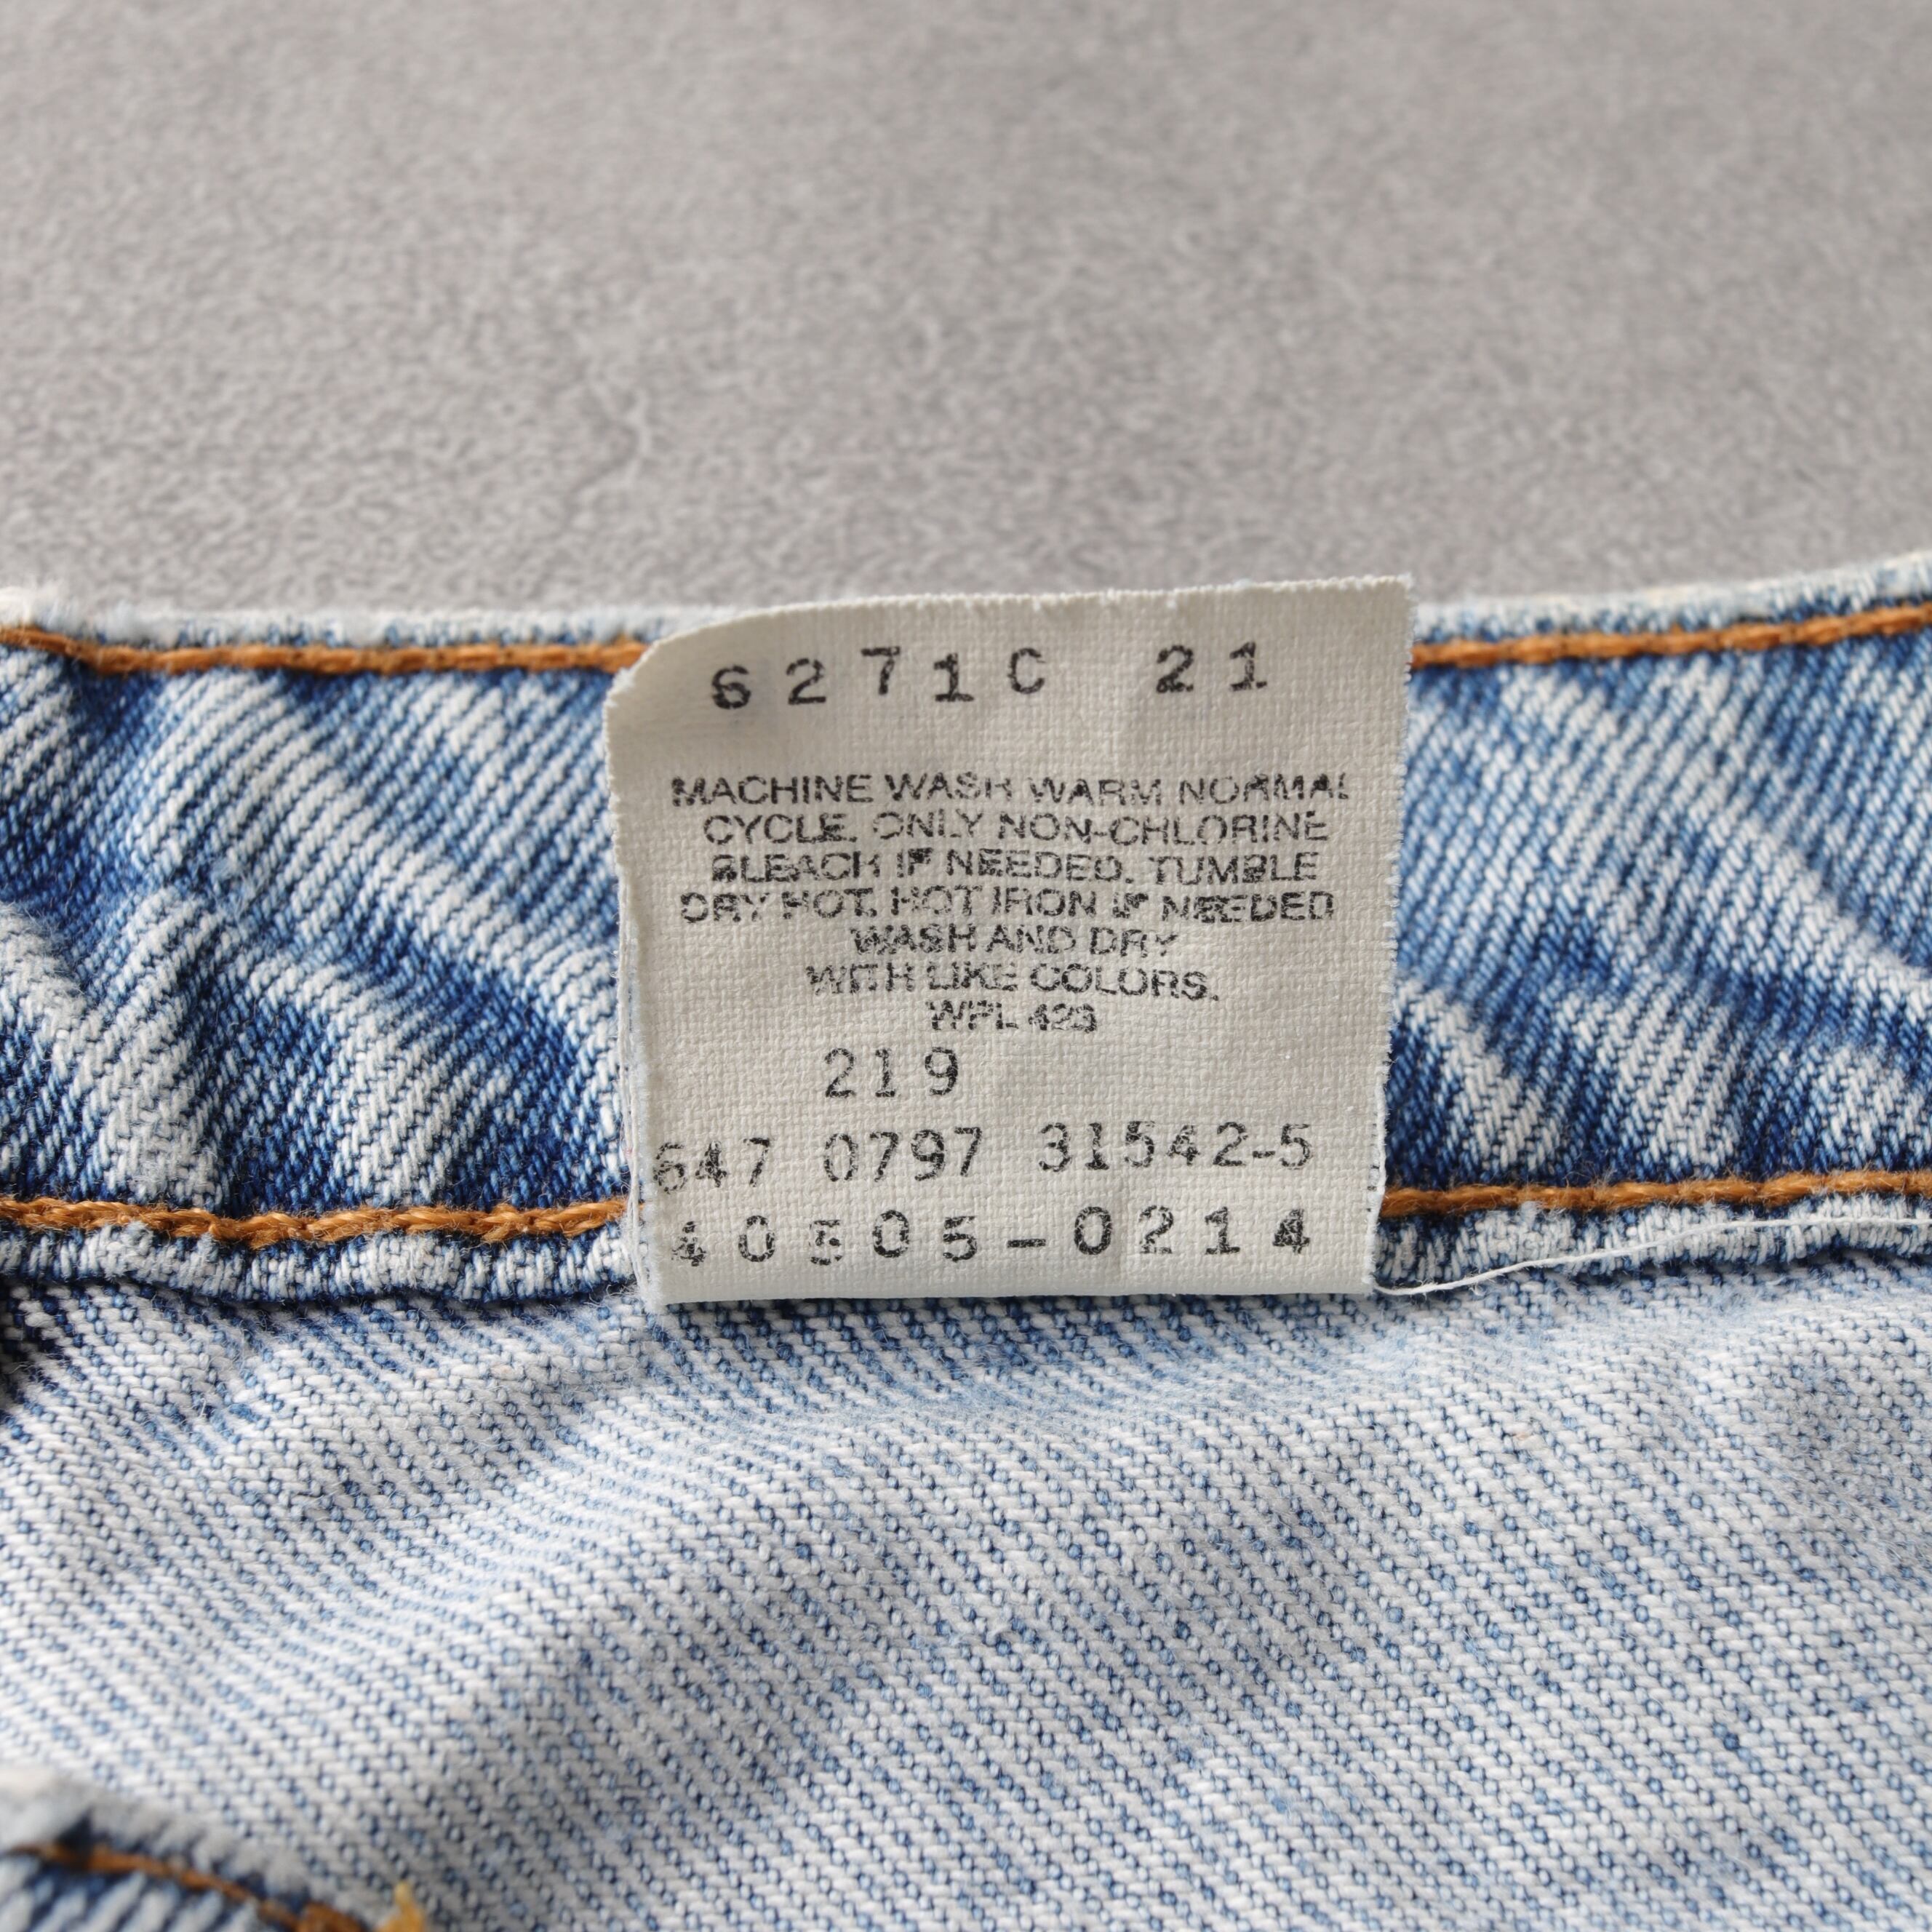 6271C 21
MACHINE WASH WARM NORMAL
CYCLE. ONLY NON-CHLORINE
BLEACH IF NEEDED. TUMBLE
DRY HOT. HOT IRON IF NEEDED
WASH AND DRY
WITH LIKE COLORS.
WPL 423
219
647 0797 31542-5
40505-0214